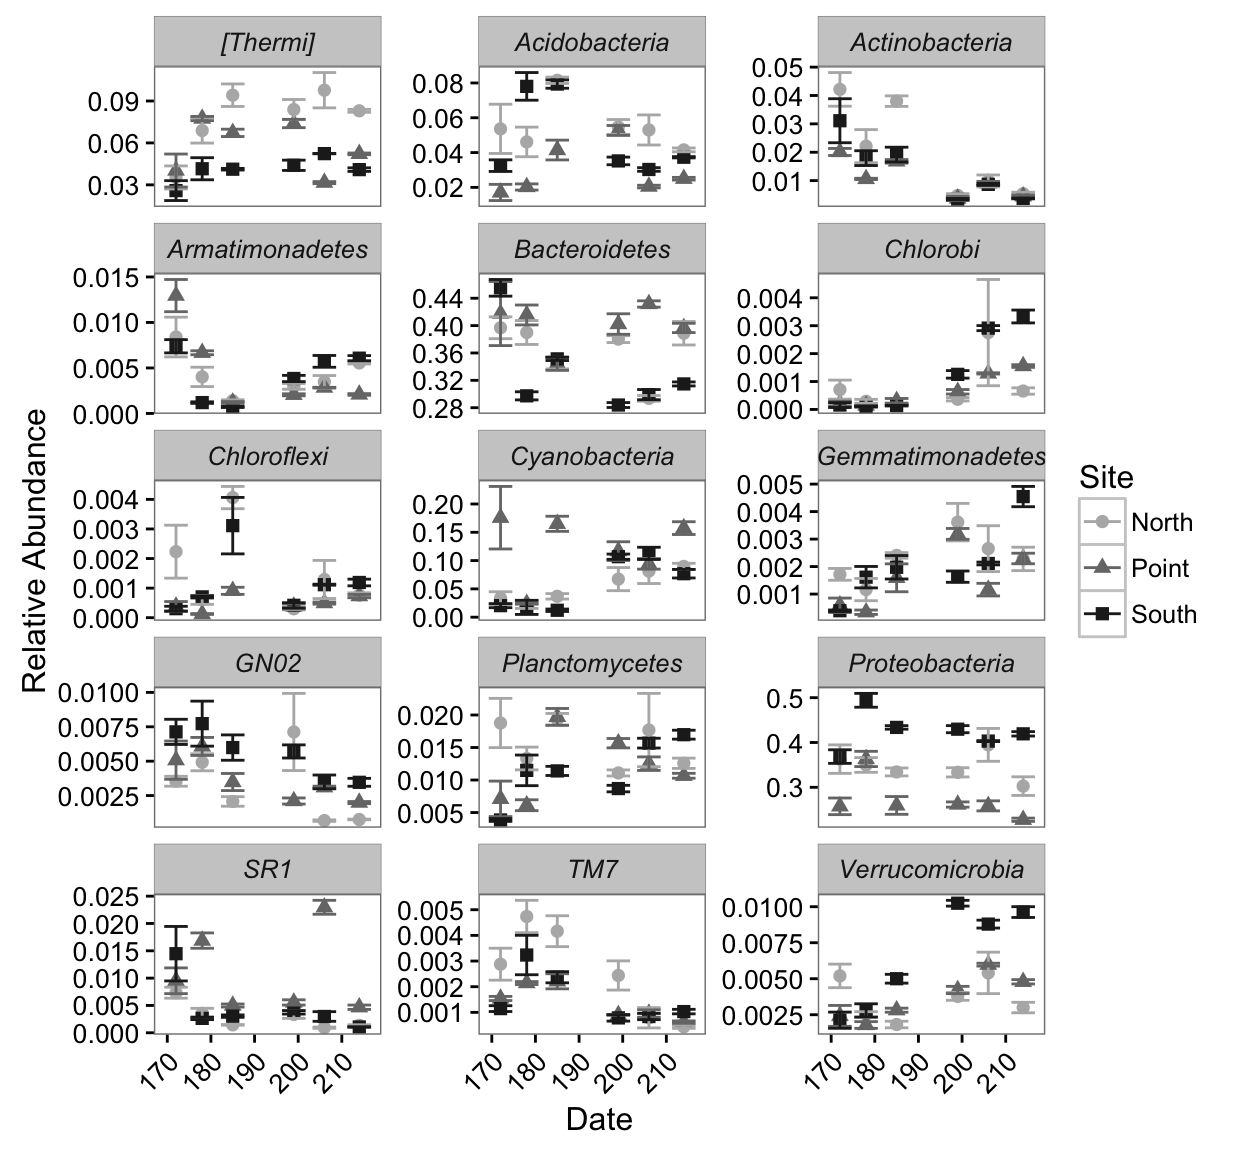 [Thermi] Acidobacteria Actinobacteria
0.09 0.06 0.03
0.08 0.06 0.04 0.02
0.05 0.04 0.03 0.02 0.01
Armatimonadetes Bacteroidetes Chlorobi
0.015 0.010 0.005 0.000
0.44 0.40 0.36 0.32 0.28
0.004 0.003 0.002 0.001 0.000
Chloroflexi Cyanobacteria Gemmatimonadetes
0.004 0.003 0.002 0.001 0.000
0.20 0.15 0.10 0.05 0.00
0.005 0.004 0.003 0.002 0.001
GN02 Planctomycetes Proteobacteria
0.0100 0.0075 0.0050 0.0025
0.020 0.015 0.010 0.005
0.5 0.4 0.3
SR1 TM7 Verrucomicrobia
0.025 0.020 0.015 0.010 0.005 0.000
0.005 0.004 0.003 0.002 0.001
0.0100 0.0075 0.0050 0.0025
170 180 190 200 210
170 180 190 200 210
170 180 190 200 210
Date
Relative Abundance
Site
North
Point
South